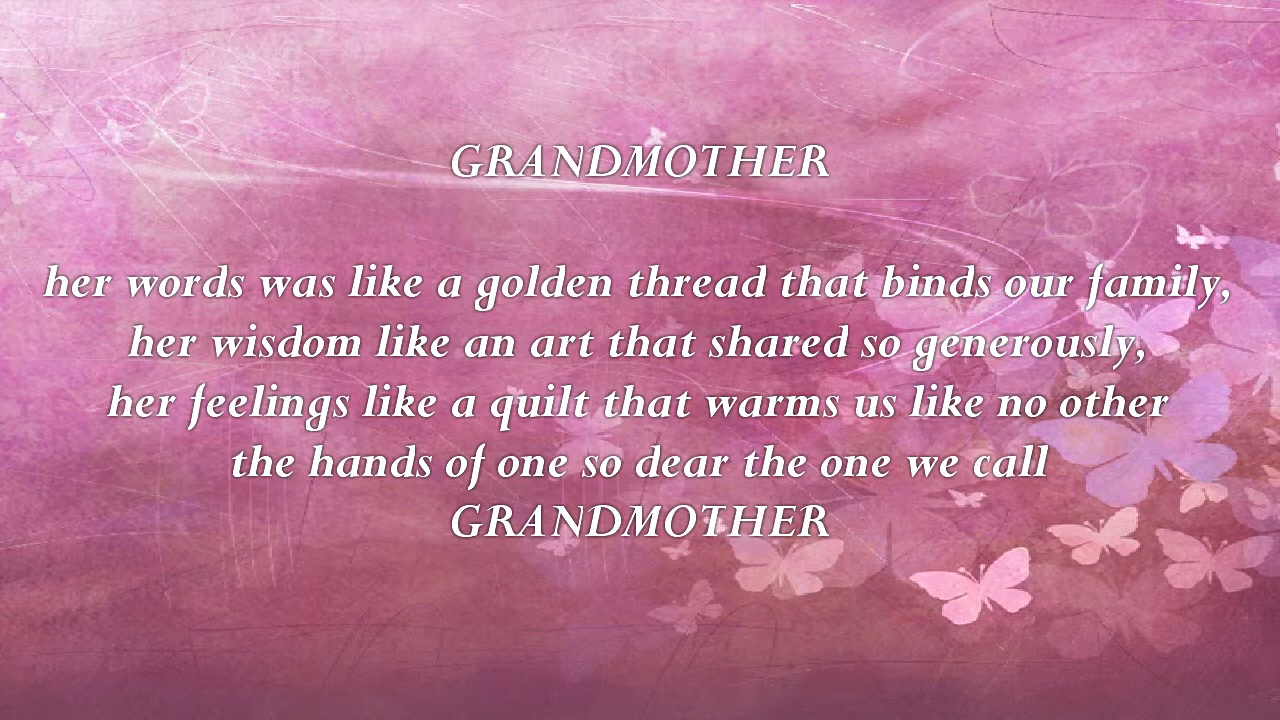 GRANDMOTHER
her words was like a golden thread that binds our family,
her wisdom like an art that shared so generously,
her feelings like a quilt that warms us like no other
the hands of one so dear the one we call
GRANDMOTHER